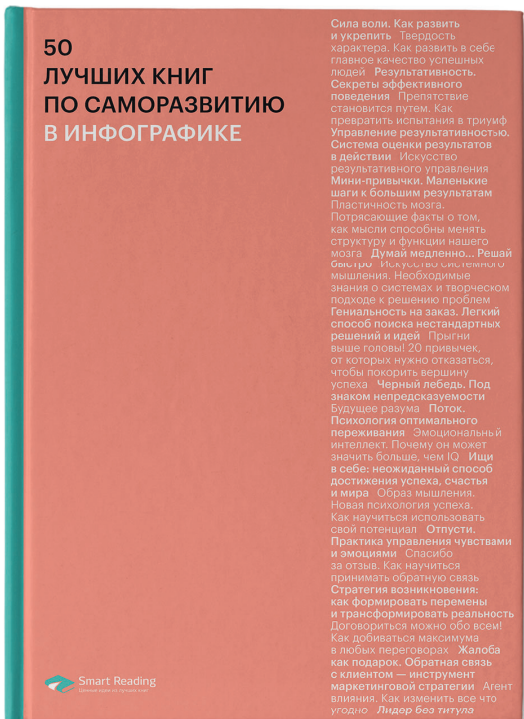 50
ЛУЧШИХ КНИГ
ПО САМОРАЗВИТИЮ
В ИНФОГРАФИКЕ
Сила воли. Как развить
и укрепить Твердость
характера. Как развить в себе
главное качество успешных
людей Результативность.
Секреты эффективного
поведения Препятствие
становится путем. Как
превратить испытания в триумф
Управление результативностью.
Система оценки результатов
в действии Искусство
результативного управления
Мини-привычки. Маленькие
шаги к большим результатам
Пластичность мозга.
Потрясающие факты о том,
как мысли способны менять
структуру и функции нашего
мозга Думай медленно... Решай
быстро Искусство системного
мышления. Необходимые
знания о системах и творческом
подходе к решению проблем
Гениальность на заказ. Легкий
способ поиска нестандартных
решений и идей Прыгни
выше головы! 20 привычек,
от которых нужно отказаться,
чтобы покорить вершину
успеха Черный лебедь. Под
знаком непредсказуемости
Будущее разума Поток.
Психология оптимального
переживания Эмоциональный
интеллект. Почему он может
значить больше, чем IQ Ищи
в себе: неожиданный способ
достижения успеха, счастья
и мира Образ мышления.
Новая психология успеха.
Как научиться использовать
свой потенциал Отпусти.
Практика управления чувствами
и эмоциями Спасибо
за отзыв. Как научиться
принимать обратную связь
Стратегия возникновения:
как формировать перемены
и трансформировать реальность
Договориться можно обо всем!
Как добиваться максимума
в любых переговорах Жалоба
как подарок. Обратная связь
с клиентом — инструмент
маркетинговой стратегии Агент
влияния. Как изменить все что
угодно Лидер без титула
Smart Reading
Ценные идеи из лучших книг